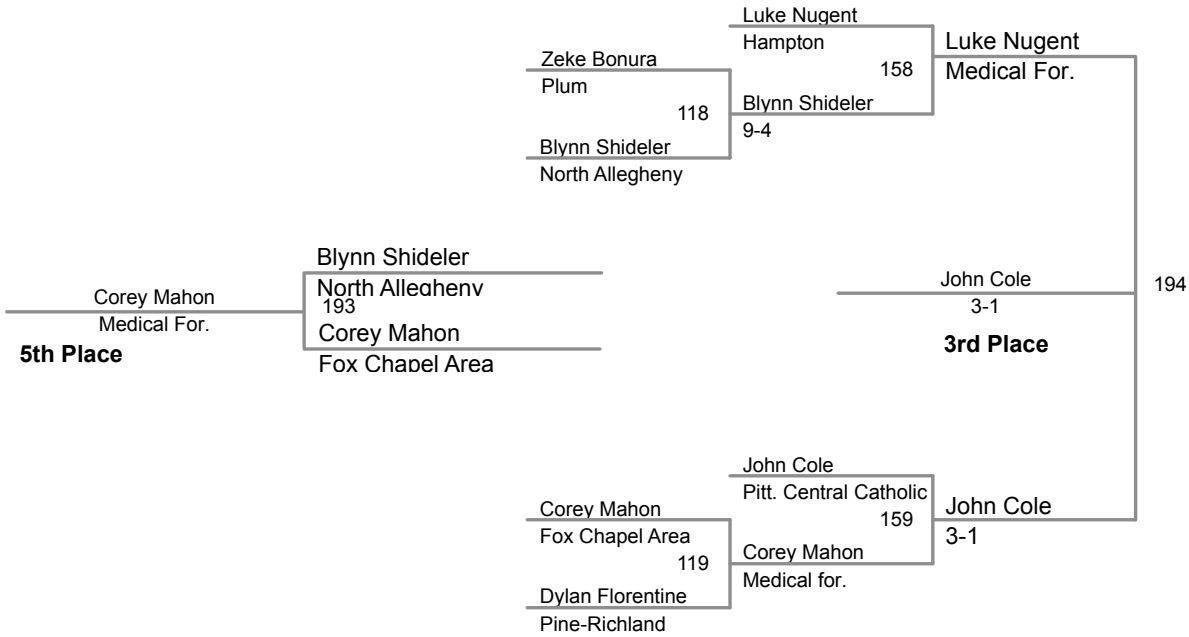 Luke Nugent
Hampton
158
Luke Nugent
Medical For.
Zeke Bonura
Plum
118
Blynn Shideler
9-4
Blynn Shideler
North Allegheny
Blynn Shideler
North Allegheny
193
Corey Mahon
Fox Chapel Area
Corey Mahon
Medical For.
5th Place
John Cole
3-1
3rd Place
194
John Cole
Pitt. Central Catholic
159
John Cole
3-1
Corey Mahon
Fox Chapel Area
119
Corey Mahon
Medical for.
Dylan Florentine
Pine-Richland